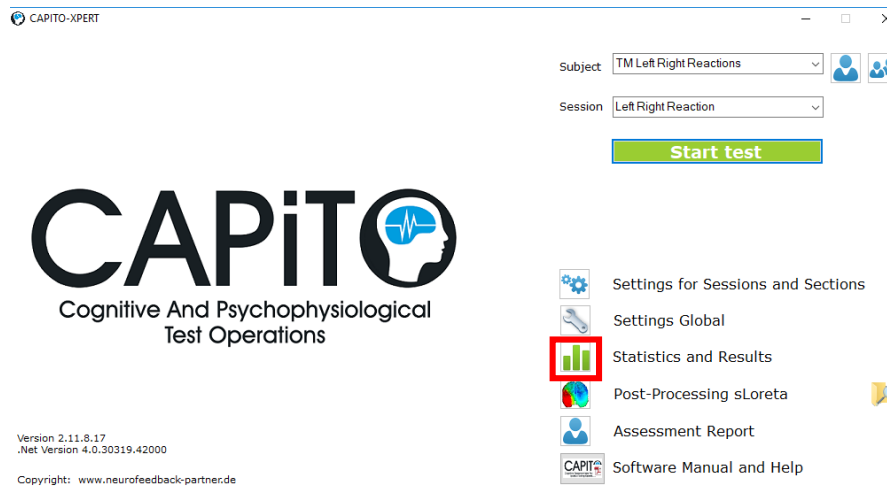 CAPITO-XPERT
Subject TM Left Right Reactions
Session Left Right Reaction
Start test
CAPiTO
Cognitive And Psychophysiological
Test Operations
Settings for Sessions and Sections
Settings Global
Statistics and Results
Post-Processing sLoreta
Assessment Report
CAPIT Software Manual and Help
Version 2.11.8.17
.Net Version 4.0.30319.42000
Copyright: www.neurofeedback-partner.de